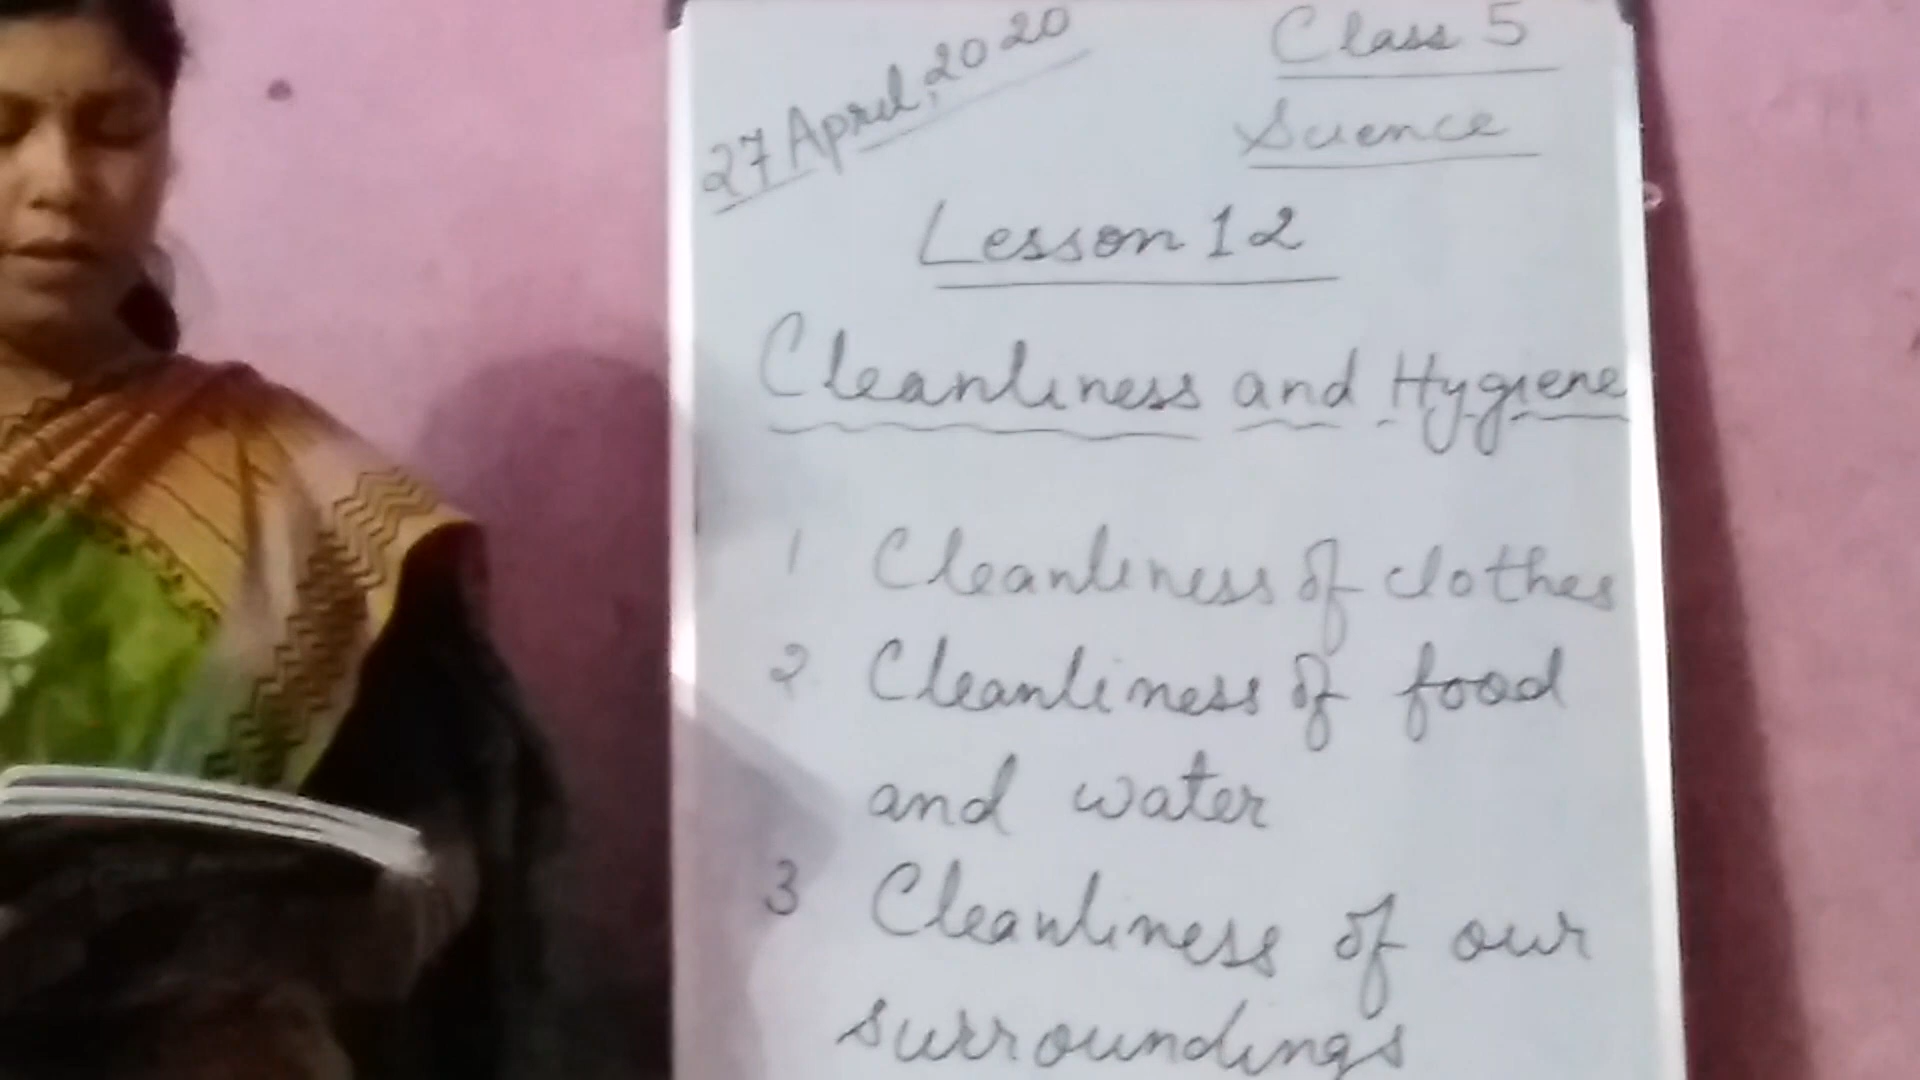 27 April, 2020
Class 5
Science
Lesson 12
Cleanliness and Hygiene
1 Cleanliness of clothes
2 Cleanliness of food
and water
3 Cleanliness of our
surroundings